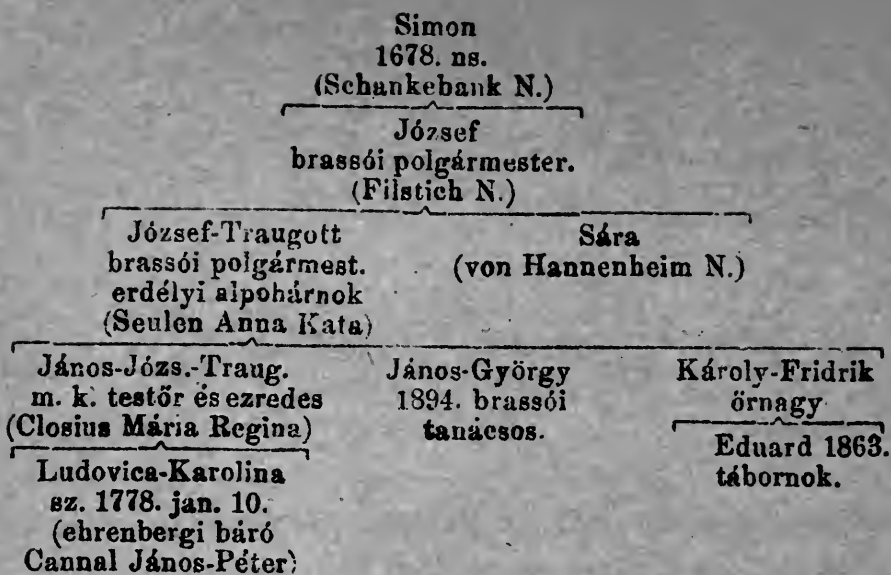 Simon
1678. ns.
(Schankebank N.)
József
brassói polgármester.
(Filstich N.)
József-Traugott
brassói polgármest.
erdélyi alpohárnok
(Seulen Anna Kata)
Sára
(von Hannenheim N.)
János-Józs.-Traug.
m. k. testőr és ezredes
(Closius Mária Regina)
János-György
1894. brassói
tanácsos.
Károly-Fridrik
őrnagy
Ludovica-Karolina
sz. 1778. jan. 10.
(ehrenbergi báró
Cannal János-Péter)
Eduard 1863.
tábornok.